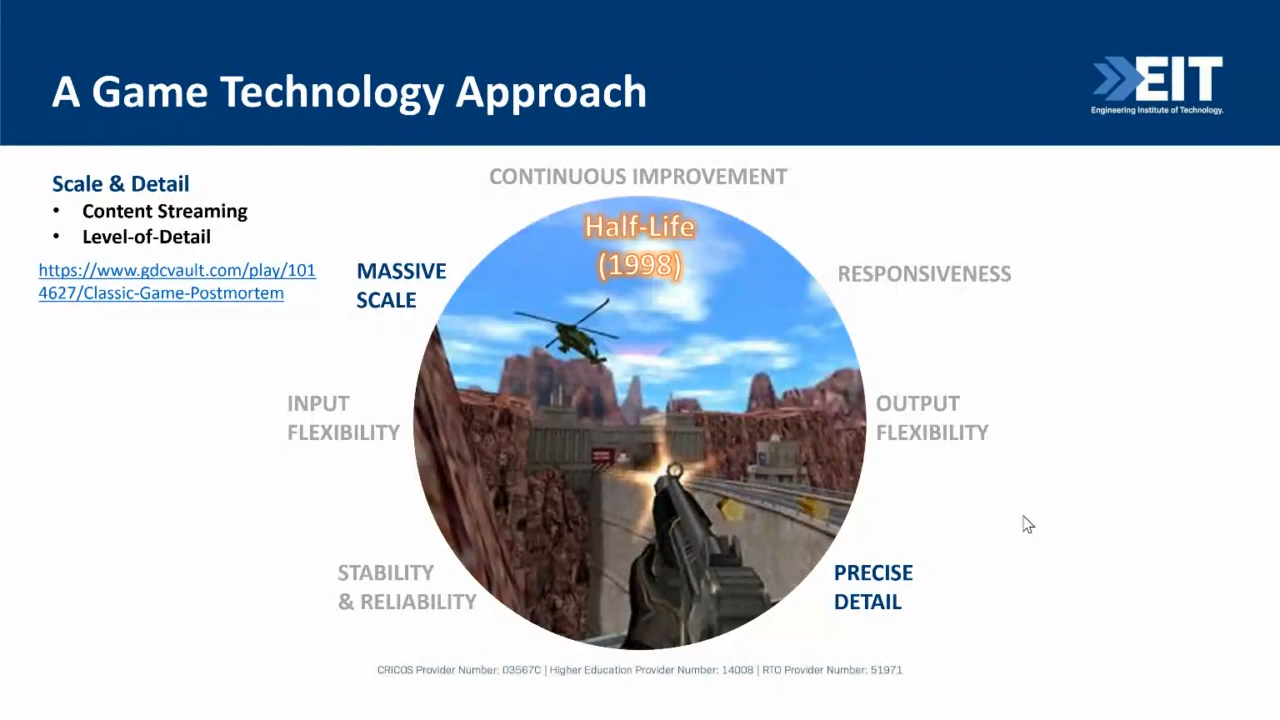 A Game Technology Approach
EIT
Engineering Institute of Technology.
Scale & Detail
• Content Streaming
• Level-of-Detail
https://www.gdcvault.com/play/101
4627/Classic-Game-Postmortem
CONTINUOUS IMPROVEMENT
Half-Life
(1998)
MASSIVE
SCALE
RESPONSIVENESS
INPUT
FLEXIBILITY
OUTPUT
FLEXIBILITY
STABILITY
& RELIABILITY
PRECISE
DETAIL
CRICOS Provider Number: 03567C | Higher Education Provider Number: 14008 | RTO Provider Number: 51971